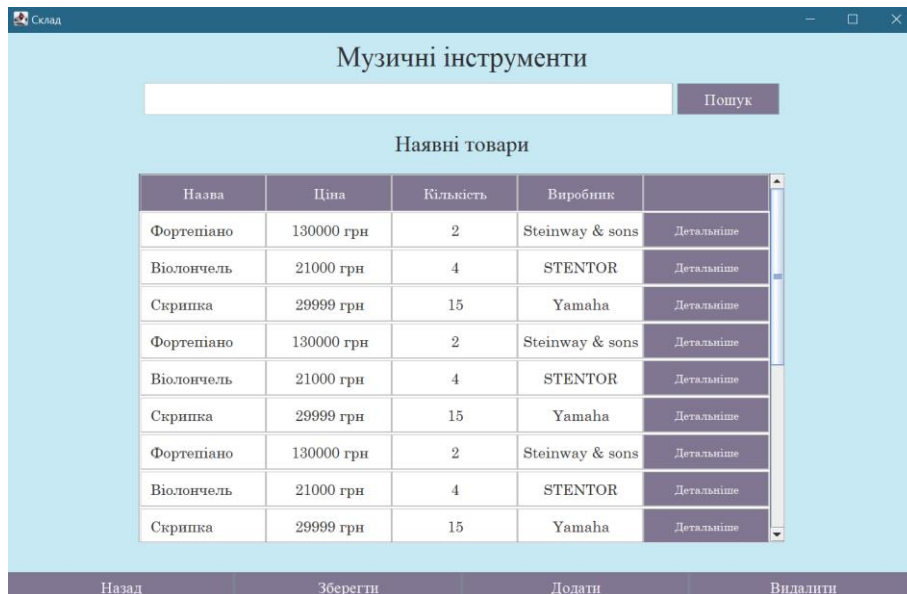 Склад
Музичні інструменти
Пошук
Наявні товари
Назва Ціна Кількість Виробник
Фортепіано 130000 грн 2 Steinway & sons Детальніше
Віолончель 21000 грн 4 STENTOR Детальніше
Скрипка 29999 грн 15 Yamaha Детальніше
Фортепіано 130000 грн 2 Steinway & sons Детальніше
Віолончель 21000 грн 4 STENTOR Детальніше
Скрипка 29999 грн 15 Yamaha Детальніше
Фортепіано 130000 грн 2 Steinway & sons Детальніше
Віолончель 21000 грн 4 STENTOR Детальніше
Скрипка 29999 грн 15 Yamaha Детальніше
Назад Зберегти Додати Видалити